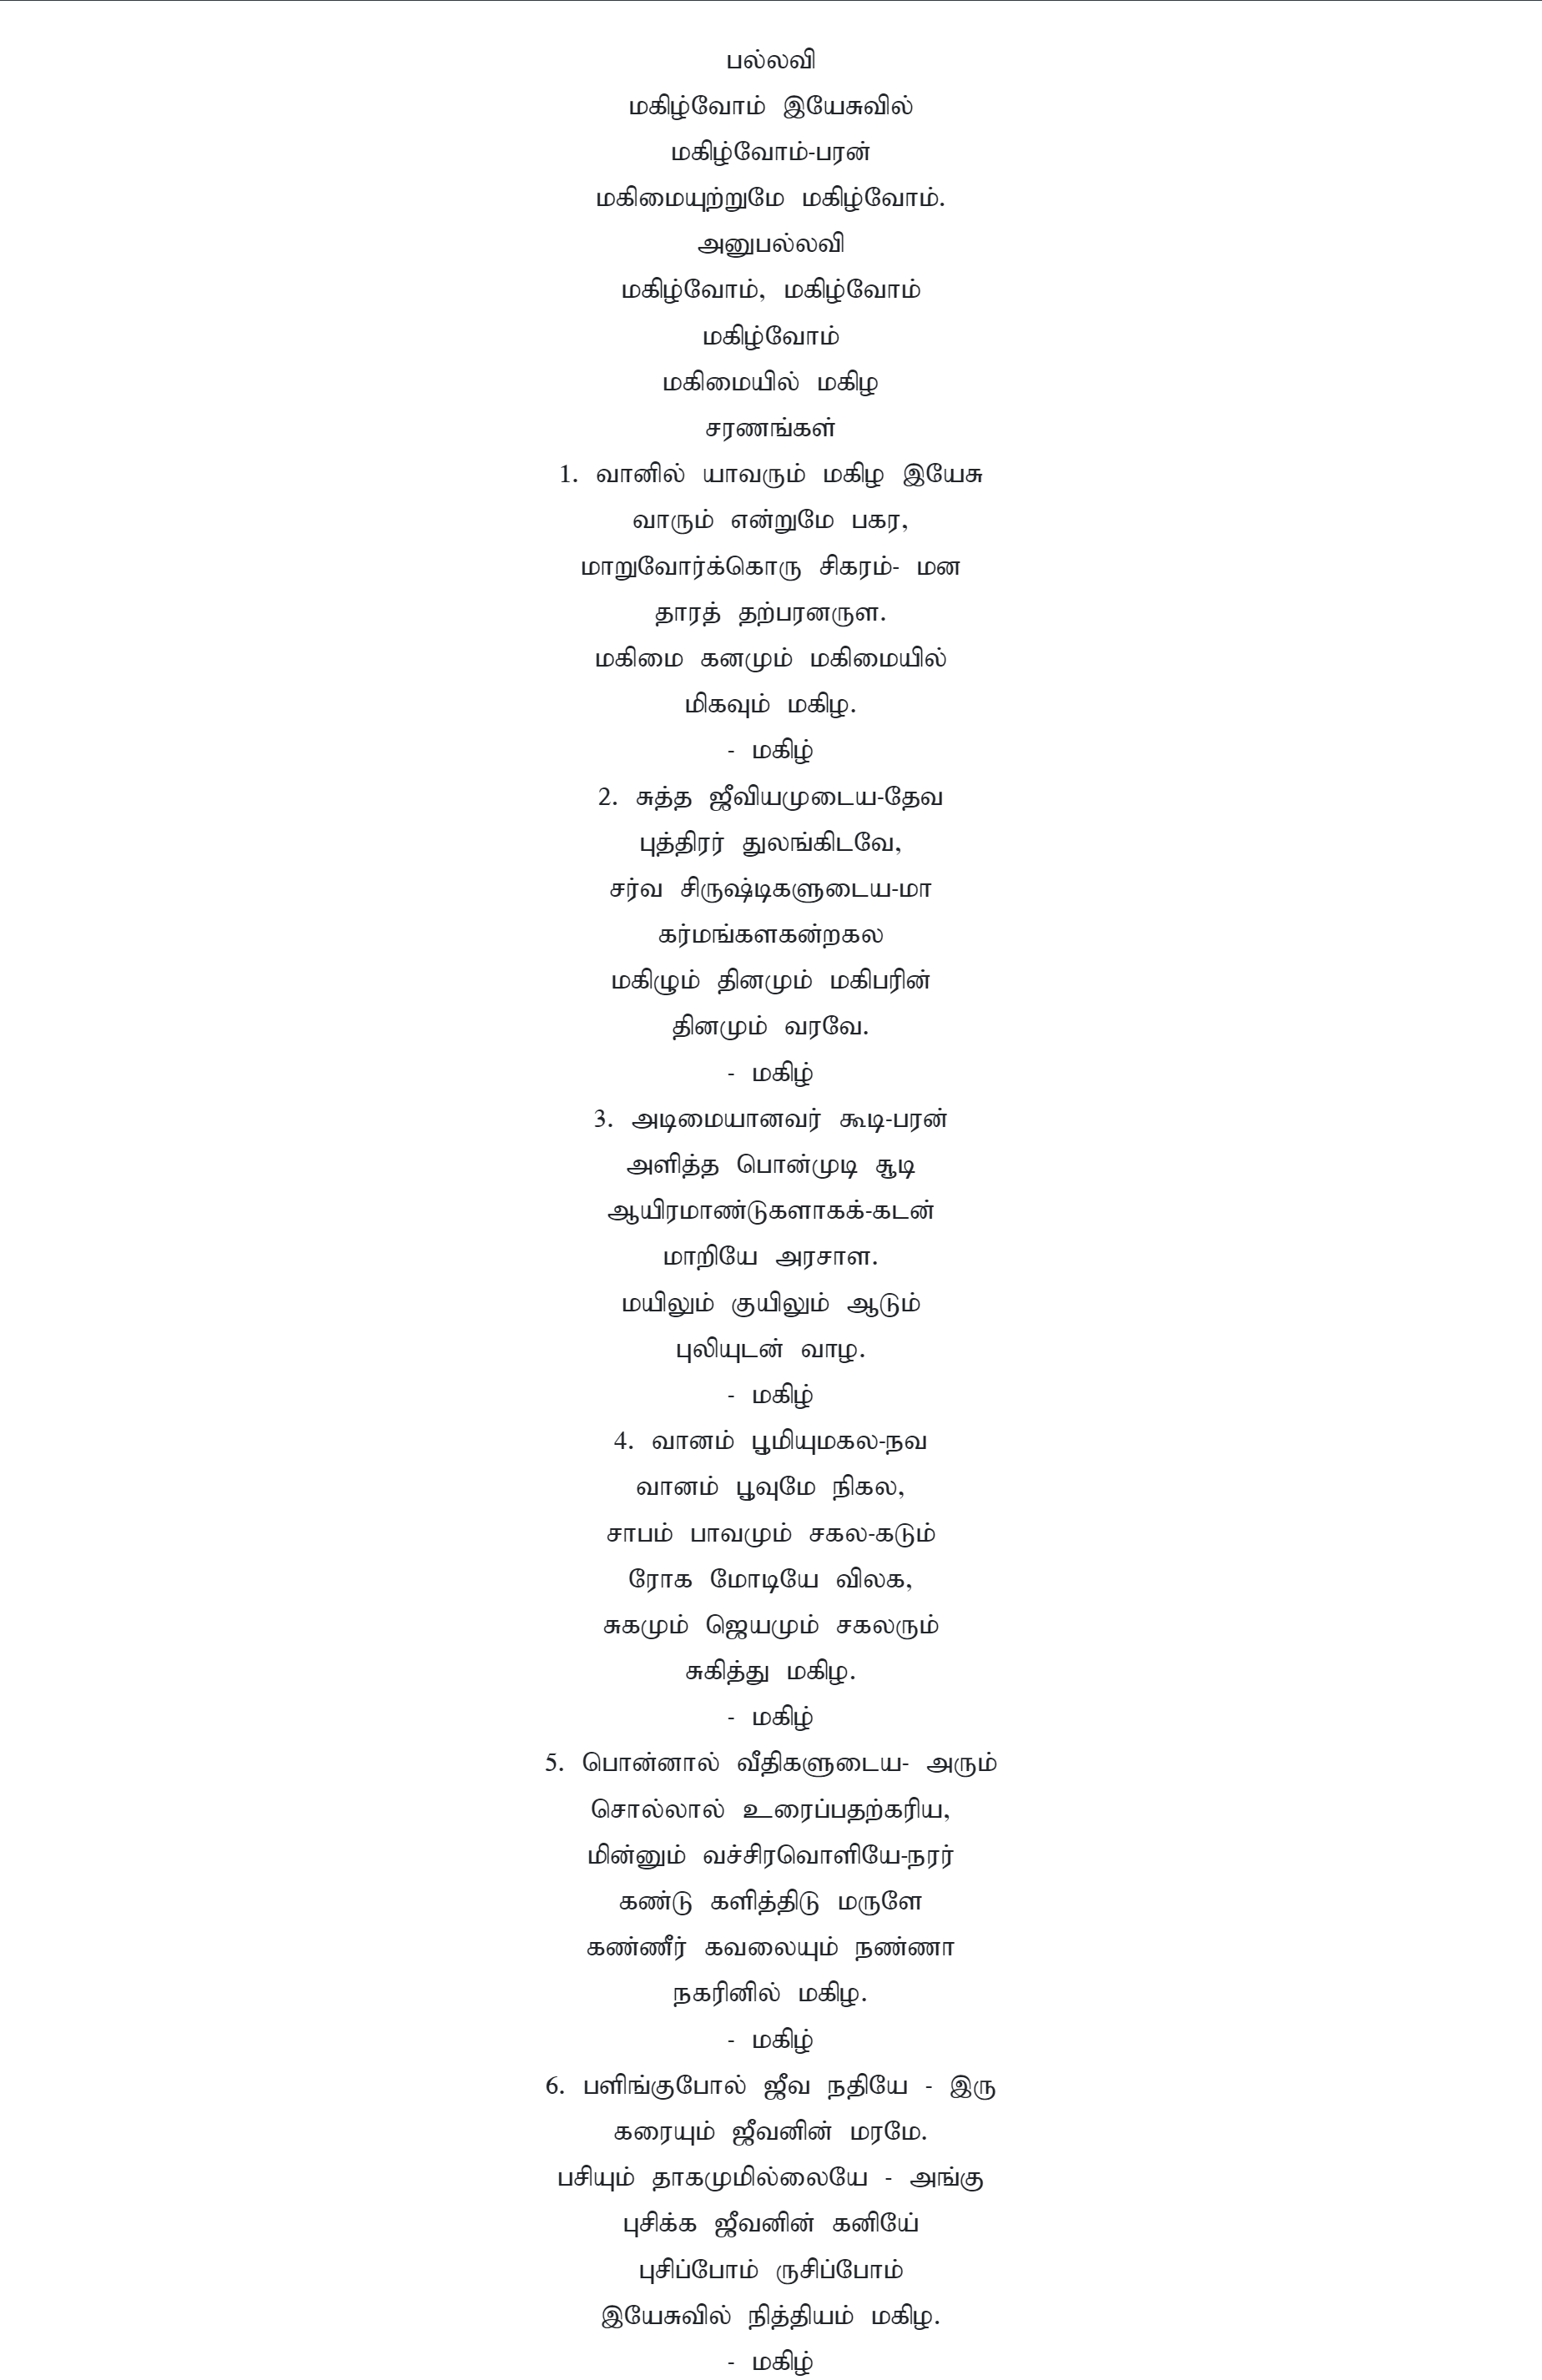 பல்லவி
மகிழ்வோம் இயேசுவில்
மகிழ்வோம்-பரன்
மகிமையுற்றுமே மகிழ்வோம்.
அனுபல்லவி
மகிழ்வோம், மகிழ்வோம்
மகிழ்வோம்
மகிமையில் மகிழ
சரணங்கள்
1. வானில் யாவரும் மகிழ இயேசு
வாரும் என்றுமே பகர,
மாறுவோர்க்கொரு சிகரம்- மன
தாரத் தற்பரனருள.
மகிமை கனமும் மகிமையில்
மிகவும் மகிழ.
- மகிழ்
2. சுத்த ஜீவியமுடைய-தேவ
புத்திரர் துலங்கிடவே,
சர்வ சிருஷ்டிகளுடைய-மா
கர்மங்களகன்றகல
மகிழும் தினமும் மகிபரின்
தினமும் வரவே.
- மகிழ்
3. அடிமையானவர் கூடி-பரன்
அளித்த பொன்முடி சூடி
ஆயிரமாண்டுகளாகக்-கடன்
மாறியே அரசாள.
மயிலும் குயிலும் ஆடும்
புலியுடன் வாழ.
- மகிழ்
4. வானம் பூமியுமகல-நவ
வானம் பூவுமே நிகல,
சாபம் பாவமும் சகல-கடும்
ரோக மோடியே விலக,
சுகமும் ஜெயமும் சகலரும்
சுகித்து மகிழ.
- மகிழ்
5. பொன்னால் வீதிகளுடைய- அரும்
சொல்லால் உரைப்பதற்கரிய,
மின்னும் வச்சிரவொளியே-நரர்
கண்டு களித்திடு மருளே
கண்ணீர் கவலையும் நண்ணா
நகரினில் மகிழ.
- மகிழ்
6. பளிங்குபோல் ஜீவ நதியே - இரு
கரையும் ஜீவனின் மரமே.
பசியும் தாகமுமில்லையே - அங்கு
புசிக்க ஜீவனின் கனியே்
புசிப்போம் ருசிப்போம்
இயேசுவில் நித்தியம் மகிழ.
- மகிழ்